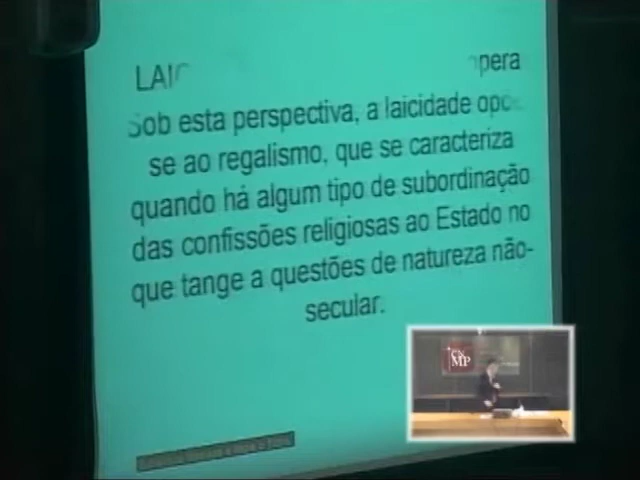 LAIC pera
Sob esta perspectiva, a laicidade opõe
se ao regalismo, que se caracteriza
quando há algum tipo de subordinação
das confissões religiosas ao Estado no
que tange a questões de natureza não-
secular.
MP